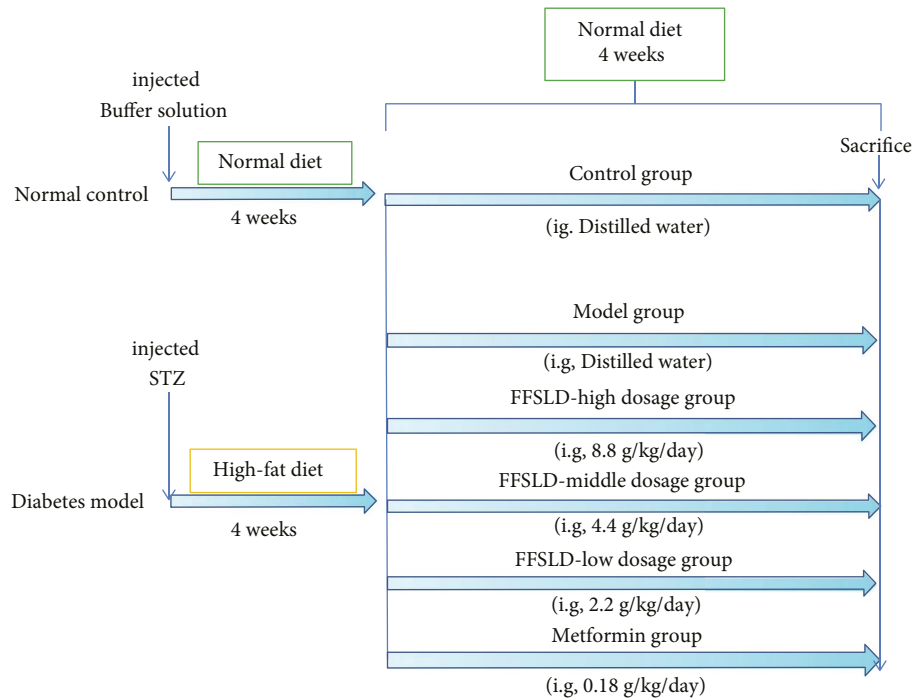 Normal diet
4 weeks
injected
Buffer solution
Sacrifice
Normal diet
Control group
Normal control
4 weeks
(ig. Distilled water)
Model group
injected
STZ
(i.g, Distilled water)
FFSLD-high dosage group
(i.g, 8.8 g/kg/day)
High-fat diet
FFSLD-middle dosage group
Diabetes model
4 weeks
(i.g, 4.4 g/kg/day)
FFSLD-low dosage group
(i.g, 2.2 g/kg/day)
Metformin group
(i.g, 0.18 g/kg/day)